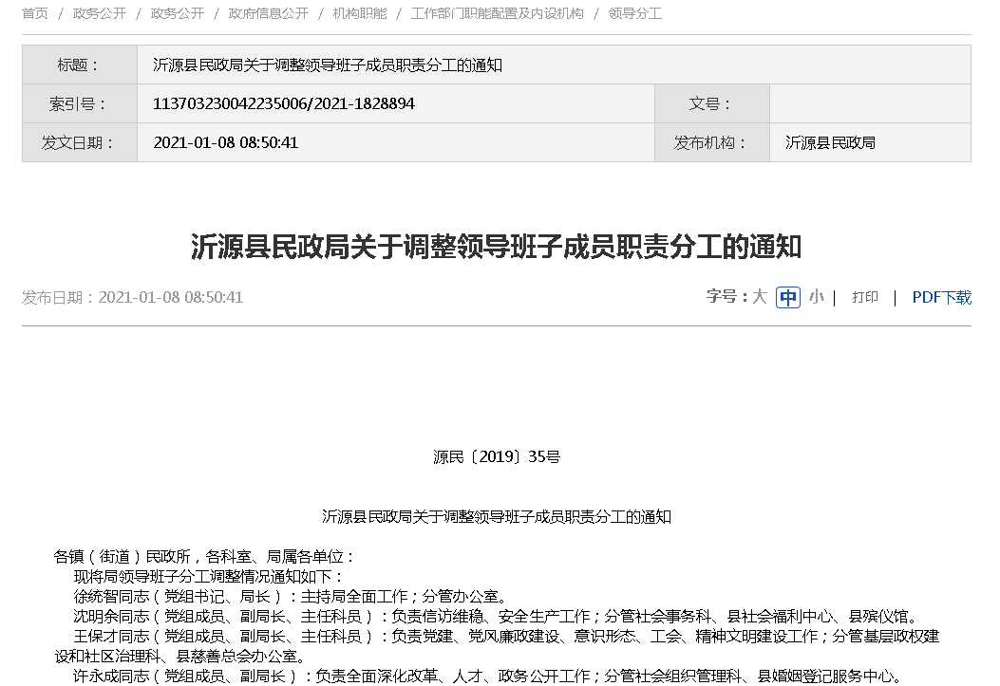 首页 / 政务公开 / 政务公开 / 政府信息公开 / 机构职能 / 工作部门职能配置及内设机构 / 领导分工
标题： 沂源县民政局关于调整领导班子成员职责分工的通知
索引号： 113703230042235006/2021-1828894 文号：
发文日期： 2021-01-08 08:50:41 发布机构： 沂源县民政局
沂源县民政局关于调整领导班子成员职责分工的通知
发布日期：2021-01-08 08:50:41 字号：大 中 小 | 打印 | PDF下载
源民〔2019〕35号
沂源县民政局关于调整领导班子成员职责分工的通知
各镇（街道）民政所，各科室、局属各单位：
现将局领导班子分工调整情况通知如下：
徐统智同志（党组书记、局长）：主持局全面工作；分管办公室。
沈明余同志（党组成员、副局长、主任科员）：负责信访维稳、安全生产工作；分管社会事务科、县社会福利中心、县殡仪馆。
王保才同志（党组成员、副局长、主任科员）：负责党建、党风廉政建设、意识形态、工会、精神文明建设工作；分管基层政权建
设和社区治理科、县慈善总会办公室。
许永成同志（党组成员、副局长）：负责全面深化改革、人才、政务公开工作；分管社会组织管理科、县婚姻登记服务中心。